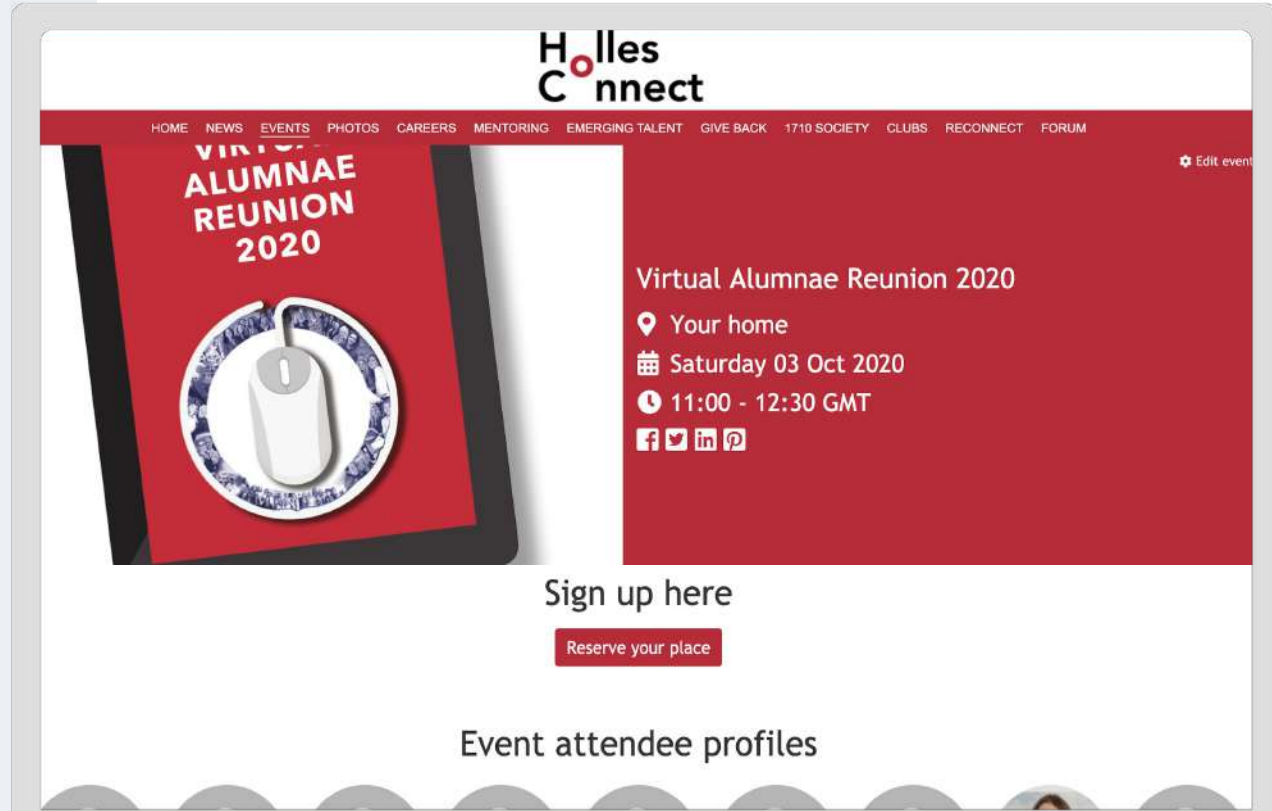 Holles
Connect
HOME NEWS EVENTS PHOTOS CAREERS MENTORING EMERGING TALENT GIVE BACK 1710 SOCIETY CLUBS RECONNECT FORUM
VIRTUAL
ALUMNAE
REUNION
2020
Edit event
Virtual Alumnae Reunion 2020
Your home
Saturday 03 Oct 2020
11:00 - 12:30 GMT
Sign up here
Reserve your place
Event attendee profiles